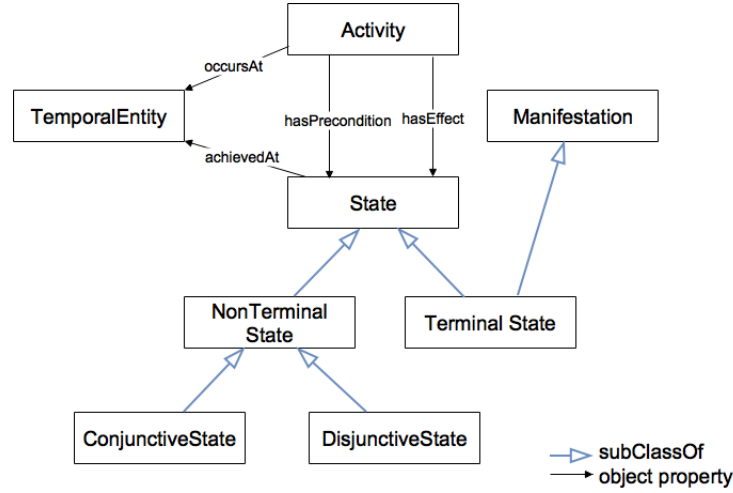 Activity
occursAt
TemporalEntity
hasPrecondition
hasEffect
Manifestation
achievedAt
State
NonTerminal
State
Terminal State
ConjunctiveState
DisjunctiveState
subClassOf
object property